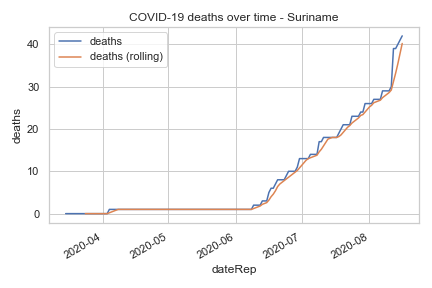 COVID-19 deaths over time - Suriname
deaths
deaths (rolling)
deaths
40
30
20
10
0
2020-04
2020-05
2020-06
2020-07
2020-08
dateRep